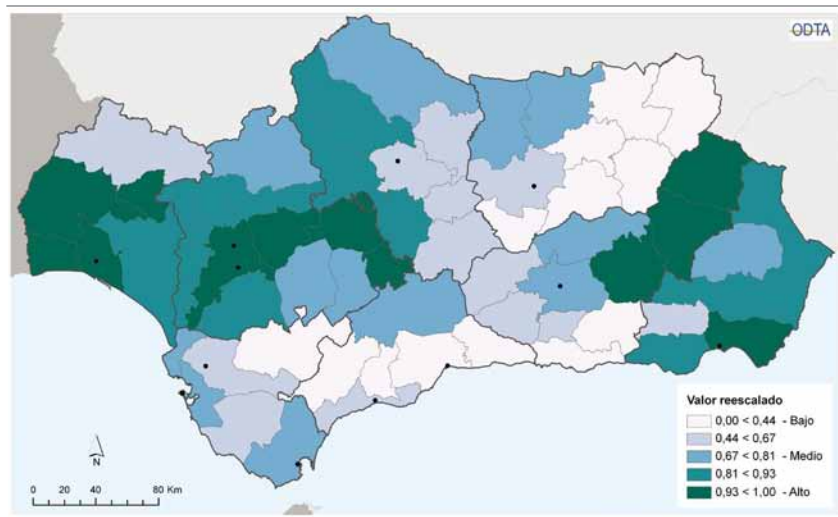 ODTA
Valor reescalado
0,00 < 0,44 - Bajo
0,44 < 0,67
0,67 < 0,81 - Medio
0,81 < 0,93
0,93 < 1,00 - Alto
N
0 20 40 60 80 Km